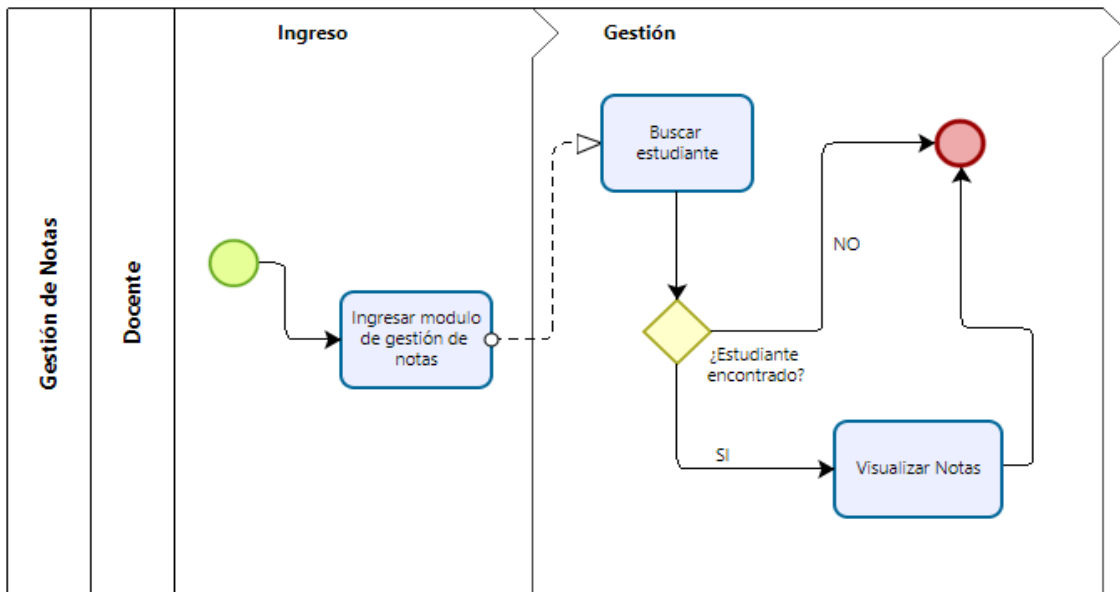 Gestión de Notas
Docente
Ingreso
Gestión
Ingresar modulo
de gestión de
notas
Buscar
estudiante
¿Estudiante
encontrado?
NO
SI
Visualizar Notas